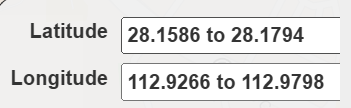 Latitude 28.1586 to 28.1794
Longitude 112.9266 to 112.9798